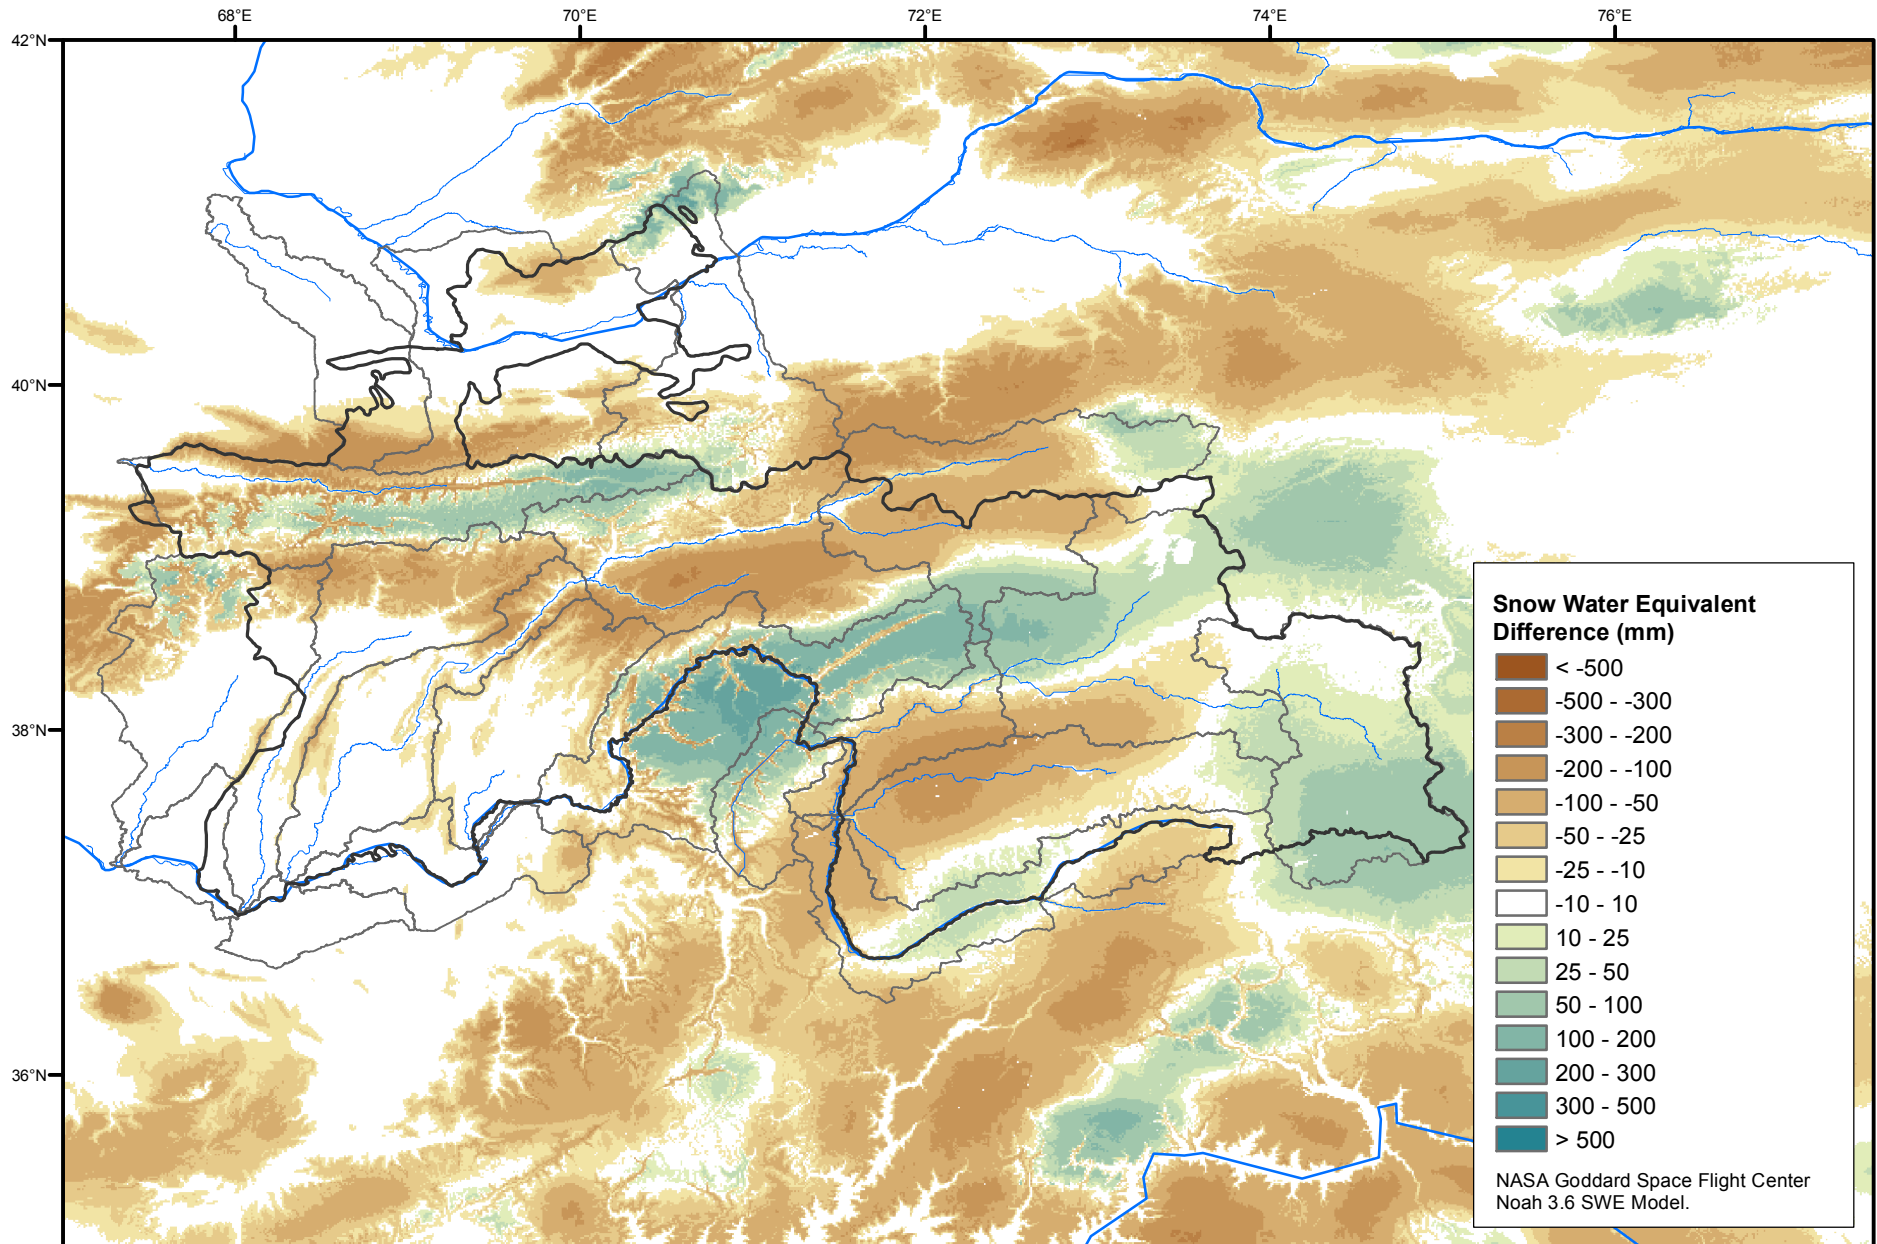 68°E 70°E 72°E 74°E 76°E
42°N
40°N
38°N
36°N
Snow Water Equivalent
Difference (mm)
< -500
-500 - -300
-300 - -200
-200 - -100
-100 - -50
-50 - -25
-25 - -10
-10 - 10
10 - 25
25 - 50
50 - 100
100 - 200
200 - 300
300 - 500
> 500
NASA Goddard Space Flight Center
Noah 3.6 SWE Model.